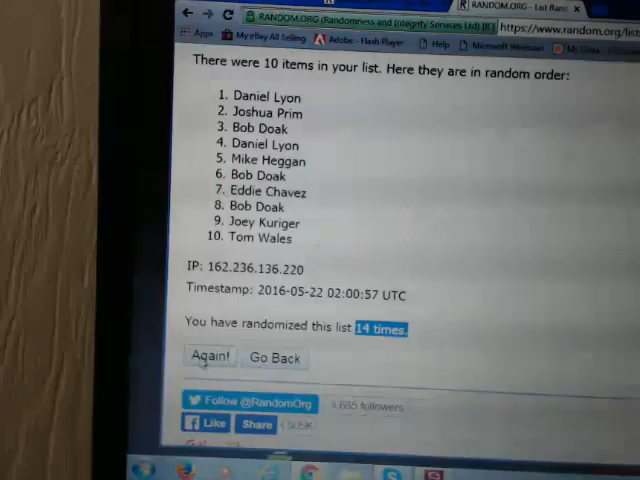 RANDOM.ORG - List Rand
RANDOM.ORG (Randomness and Integrity Services Ltd) [IE] https://www.random.org/lists
Apps My eBay All Selling Adobe - Flash Player Help Microsoft Windows
There were 10 items in your list. Here they are in random order:
1. Daniel Lyon
2. Joshua Prim
3. Bob Doak
4. Daniel Lyon
5. Mike Heggan
6. Bob Doak
7. Eddie Chavez
8. Bob Doak
9. Joey Kuriger
10. Tom Wales
IP: 162.236.136.220
Timestamp: 2016-05-22 02:00:57 UTC
You have randomized this list 14 times.
Again! Go Back
Follow @RandomOrg followers
Like Share